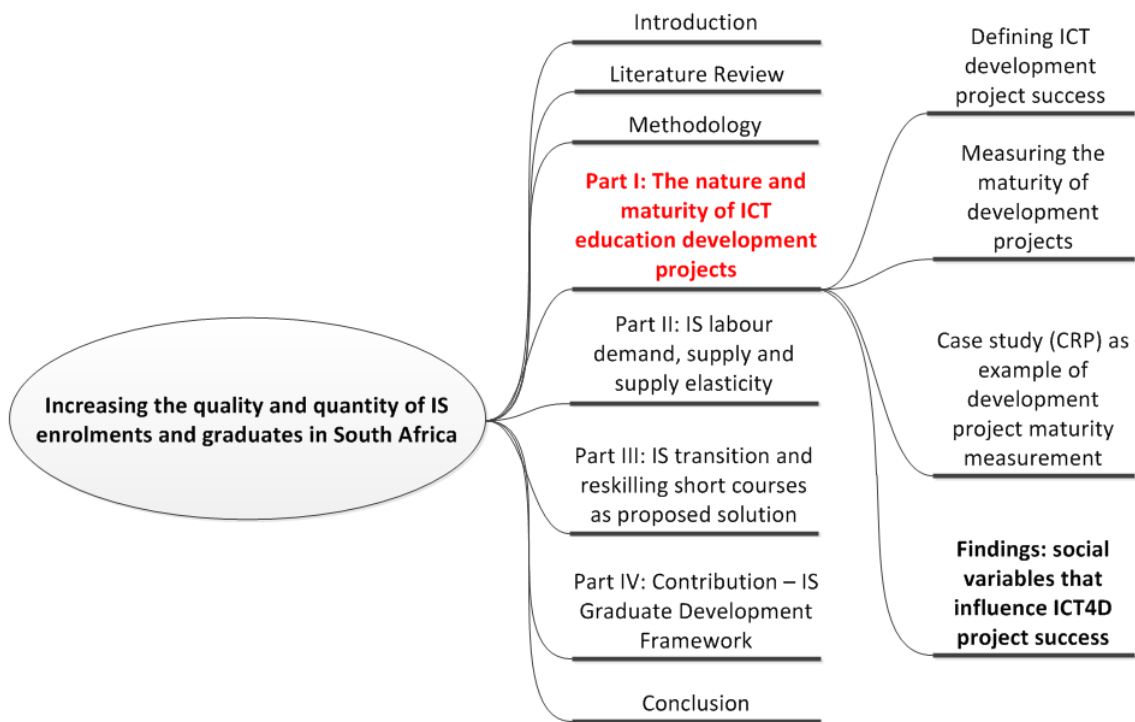 Increasing the quality and quantity of IS
enrolments and graduates in South Africa
Introduction
Literature Review
Methodology
Part I: The nature and
maturity of ICT
education development
projects
Part II: IS labour
demand, supply and
supply elasticity
Part III: IS transition and
reskilling short courses
as proposed solution
Part IV: Contribution – IS
Graduate Development
Framework
Conclusion
Defining ICT
development
project success
Measuring the
maturity of
development
projects
Case study (CRP) as
example of
development
project maturity
measurement
Findings: social
variables that
influence ICT4D
project success